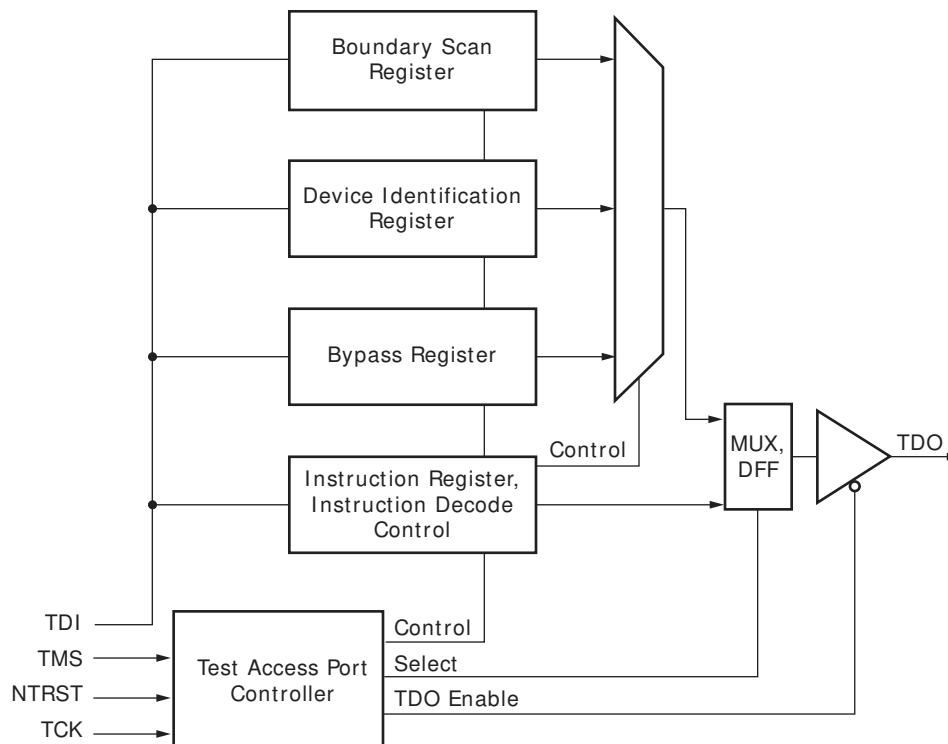 Boundary Scan
Register
Device Identification
Register
Bypass Register
Control
Instruction Register,
Instruction Decode
Control
MUX,
DFF
TDO
TDI
TMS
NTRST
TCK
Test Access Port
Controller
Control
Select
TDO Enable